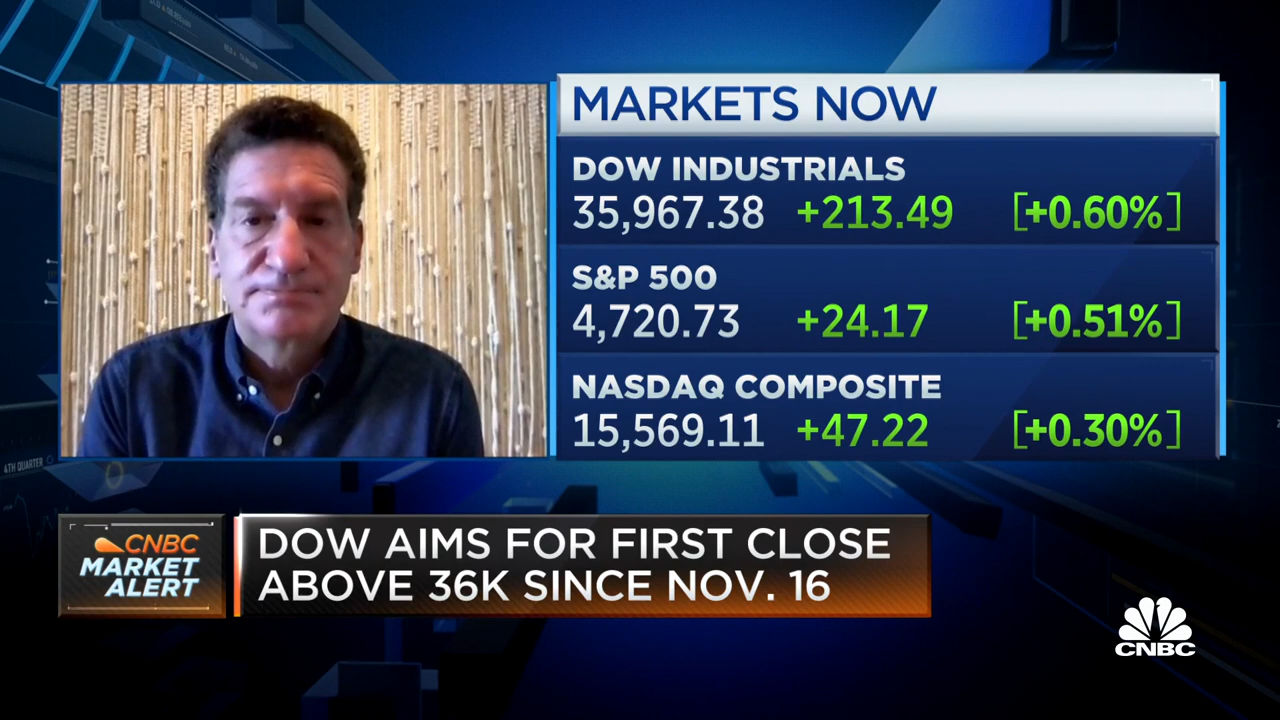 MARKETS NOW
DOW INDUSTRIALS
35,967.38 +213.49 [+0.60%]
S&P 500
4,720.73 +24.17 [+0.51%]
NASDAQ COMPOSITE
15,569.11 +47.22 [+0.30%]
4TH QUARTER
CNBC
MARKET
ALERT
DOW AIMS FOR FIRST CLOSE
ABOVE 36K SINCE NOV. 16
CNBC